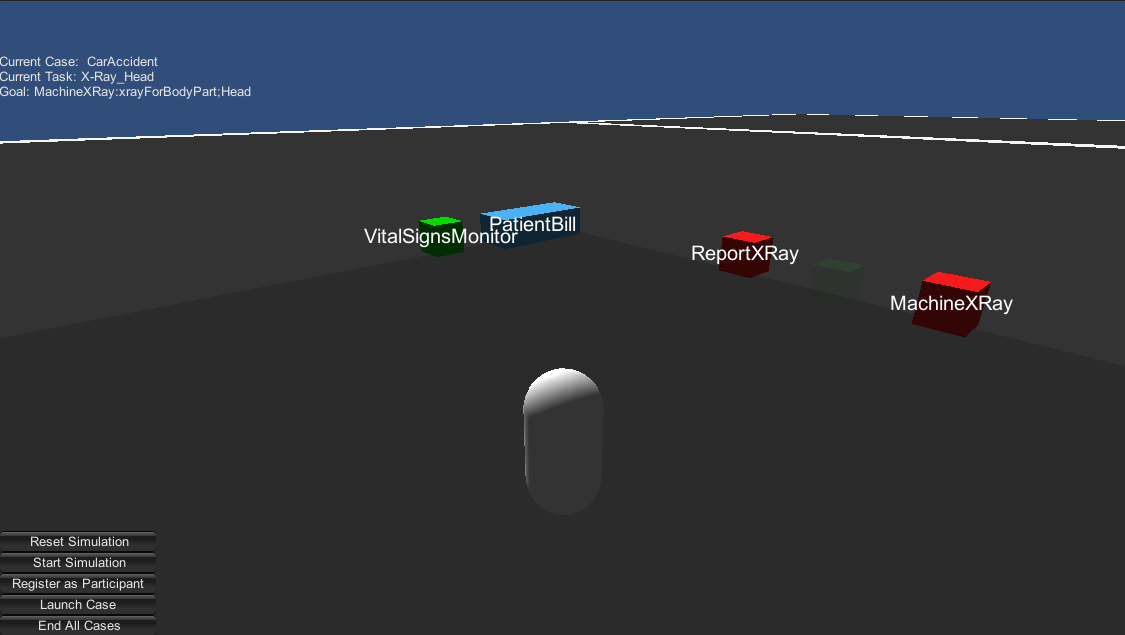 Current Case:  CarAccident
Current Task: X-Ray_Head
Goal: MachineXRay:xrayForBodyPart;Head
PatientBill
VitalSignsMonitor
ReportXRay
MachineXRay
Reset Simulation
Start Simulation
Register as Participant
Launch Case
End All Cases